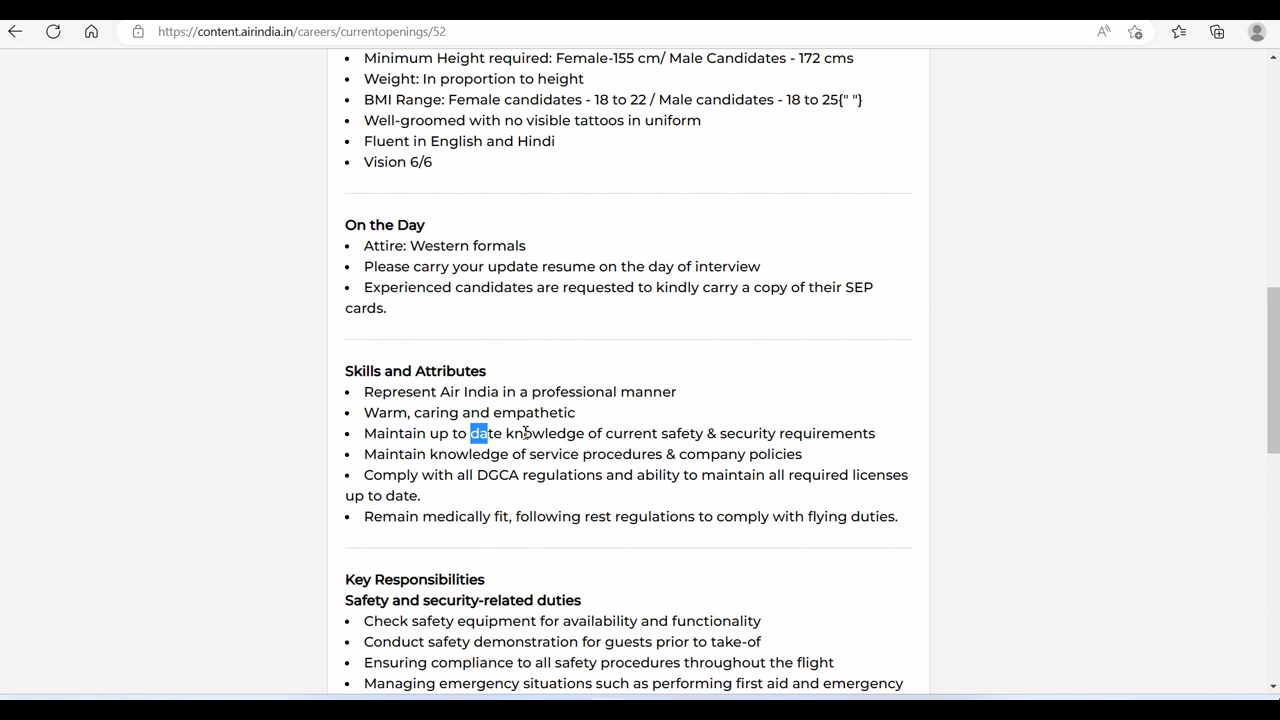 https://content.airindia.in/careers/currentopenings/52
• Minimum Height required: Female-155 cm/ Male Candidates - 172 cms
• Weight: In proportion to height
• BMI Range: Female candidates - 18 to 22 / Male candidates - 18 to 25{" "}
• Well-groomed with no visible tattoos in uniform
• Fluent in English and Hindi
• Vision 6/6
On the Day
• Attire: Western formals
• Please carry your update resume on the day of interview
• Experienced candidates are requested to kindly carry a copy of their SEP
cards.
Skills and Attributes
• Represent Air India in a professional manner
• Warm, caring and empathetic
• Maintain up to date knowledge of current safety & security requirements
• Maintain knowledge of service procedures & company policies
• Comply with all DGCA regulations and ability to maintain all required licenses
up to date.
• Remain medically fit, following rest regulations to comply with flying duties.
Key Responsibilities
Safety and security-related duties
• Check safety equipment for availability and functionality
• Conduct safety demonstration for guests prior to take-of
• Ensuring compliance to all safety procedures throughout the flight
• Managing emergency situations such as performing first aid and emergency